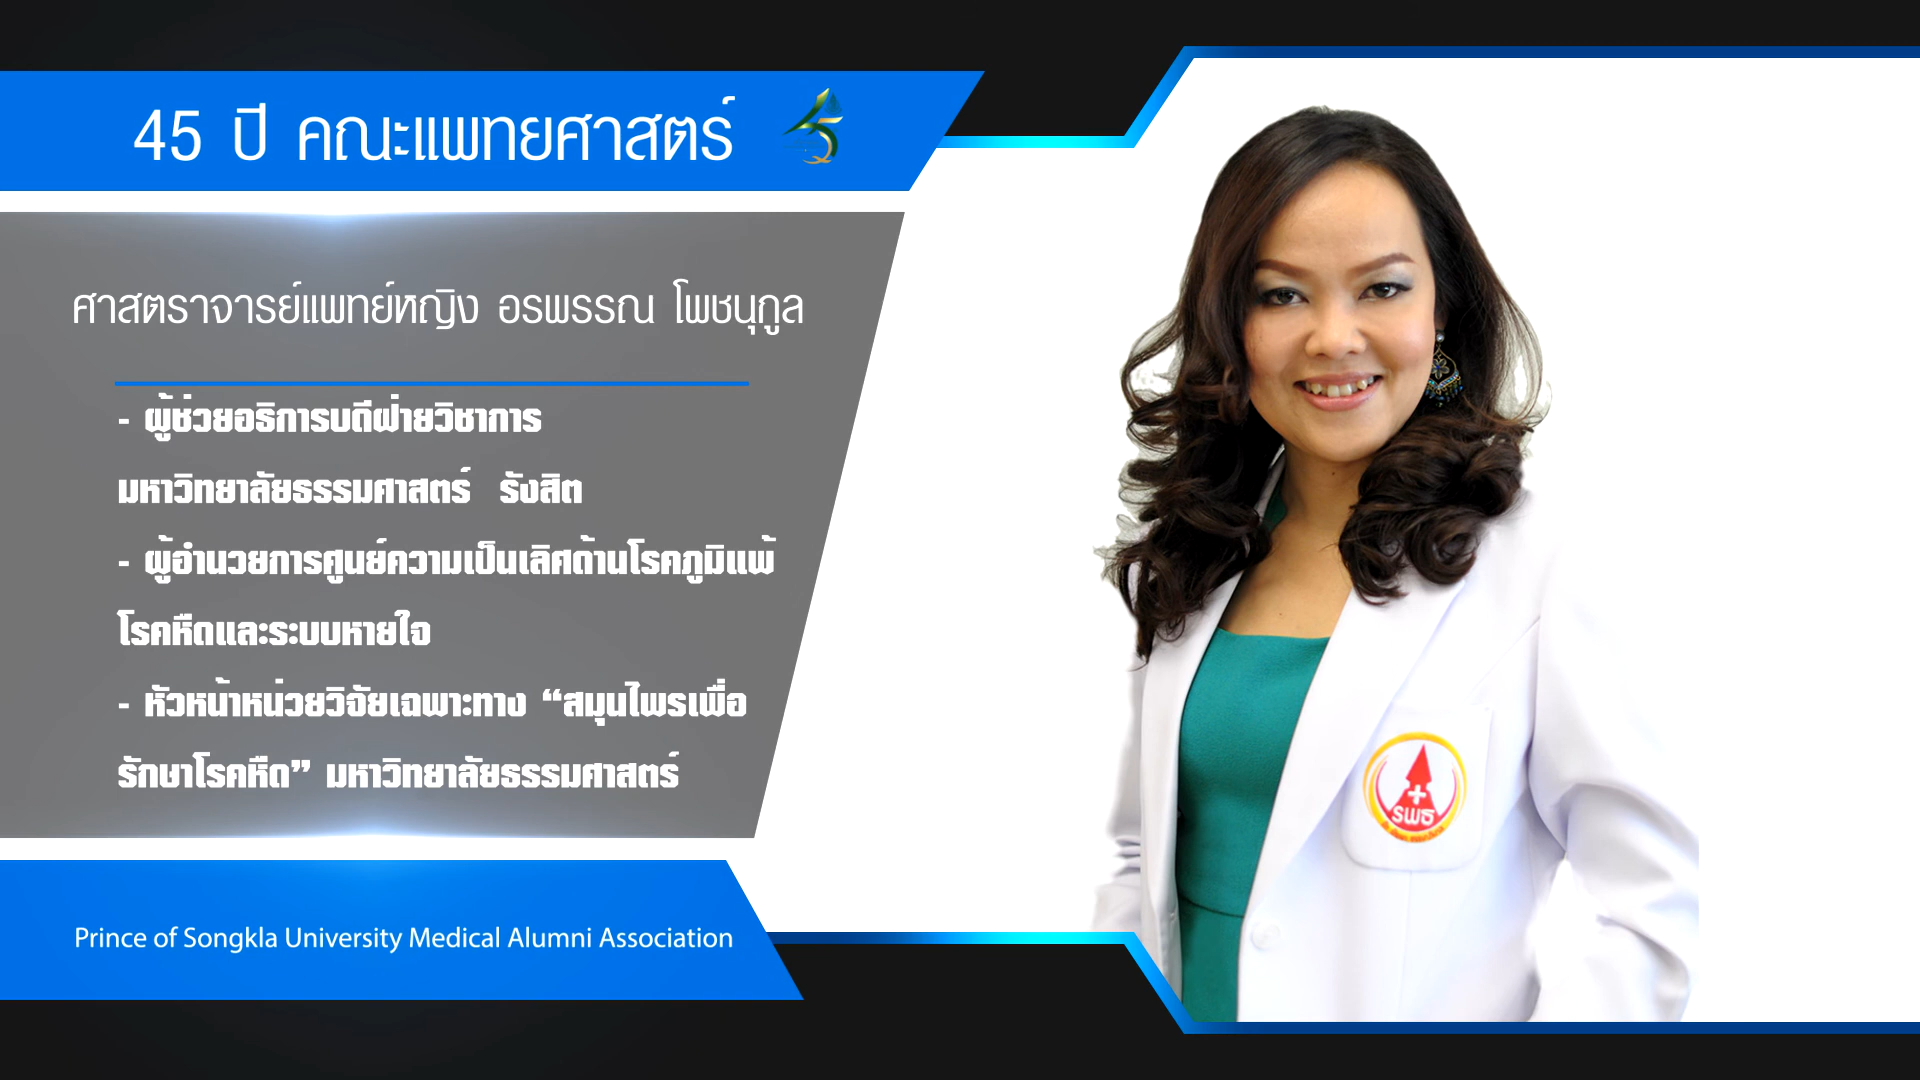 45 ปี คณะแพทยศาสตร์
45
ศาสตราจารย์แพทย์หญิง อรพรรณ โพชนุกูล
- ผู้ช่วยอธิการบดีฝ่ายวิชาการ
มหาวิทยาลัยธรรมศาสตร์ รังสิต
- ผู้อำนวยการศูนย์ความเป็นเลิศด้านโรคภูมิแพ้
โรคหืดและระบบหายใจ
- หัวหน้าหน่วยวิจัยเฉพาะทาง “สมุนไพรเพื่อ
รักษาโรคหืด” มหาวิทยาลัยธรรมศาสตร์
รพธ
Prince of Songkla University Medical Alumni Association